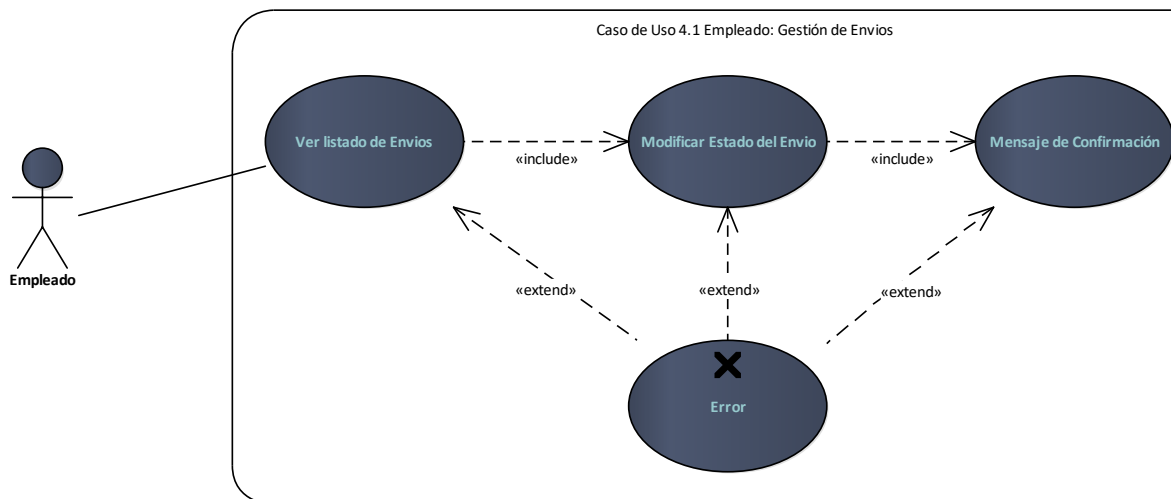 Caso de Uso 4.1 Empleado: Gestión de Envios
Ver listado de Envios
Modificar Estado del Envio
Mensaje de Confirmación
«include»
«include»
Empleado
«extend»
«extend»
«extend»
Error